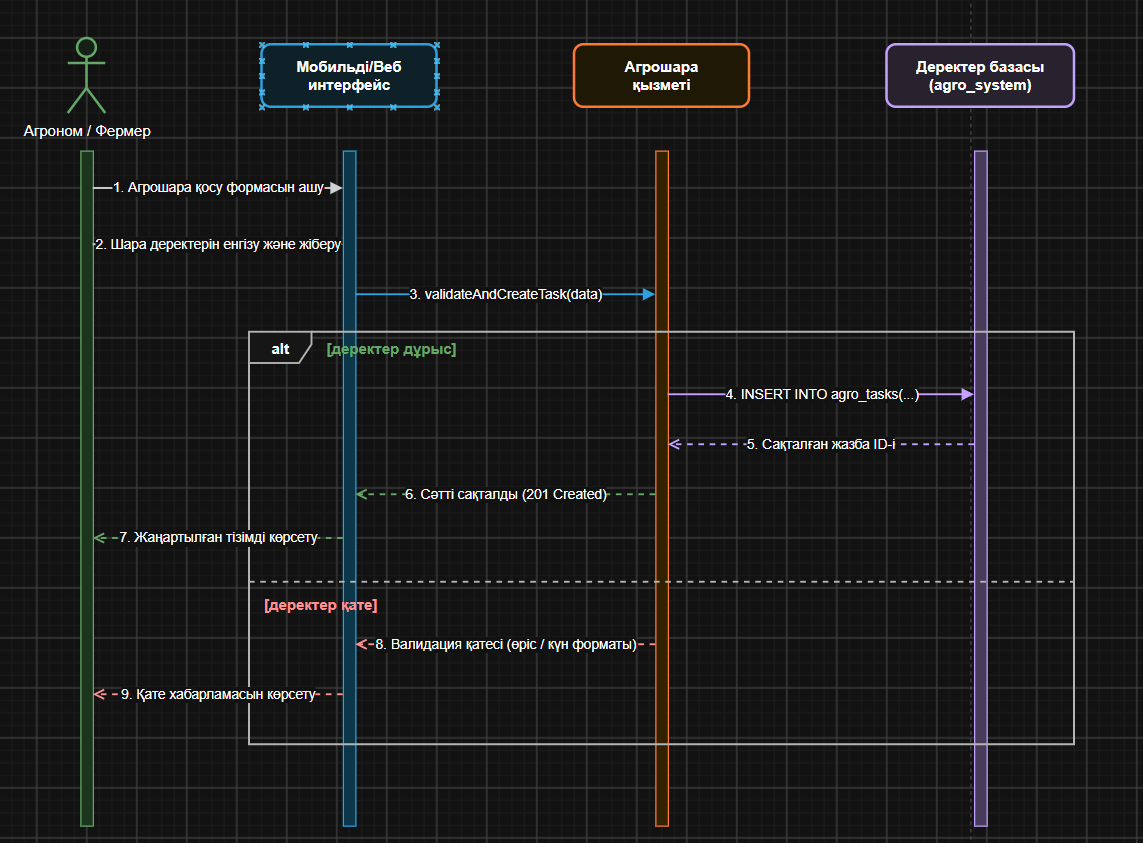 Агроном / Фермер
Мобильді/Веб
интерфейс
Агрошара
қызметі
Деректер базасы
(agro_system)
1. Агрошара қосу формасын ашу
2. Шара деректерін енгізу және жіберу
3. validateAndCreateTask(data)
alt
[деректер дұрыс]
4. INSERT INTO agro_tasks(...)
5. Сақталған жазба ID-і
6. Сәтті сақталды (201 Created)
7. Жаңартылған тізімді көрсету
[деректер қате]
8. Валидация қатесі (өріс / күн форматы)
9. Қате хабарламасын көрсету